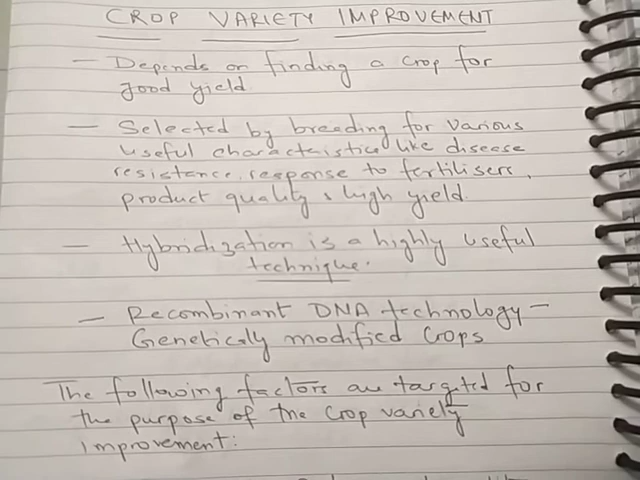 CROP VARIETY IMPROVEMENT
- Depends on finding a crop for
good yield
- Selected by breeding for various
useful characteristics like disease
resistance, response to fertilisers,
product quality & high yield.
- Hybridization is a highly useful
technique.
- Recombinant DNA technology -
Genetically modified crops
The following factors are targeted for
the purpose of the crop variety
improvement: